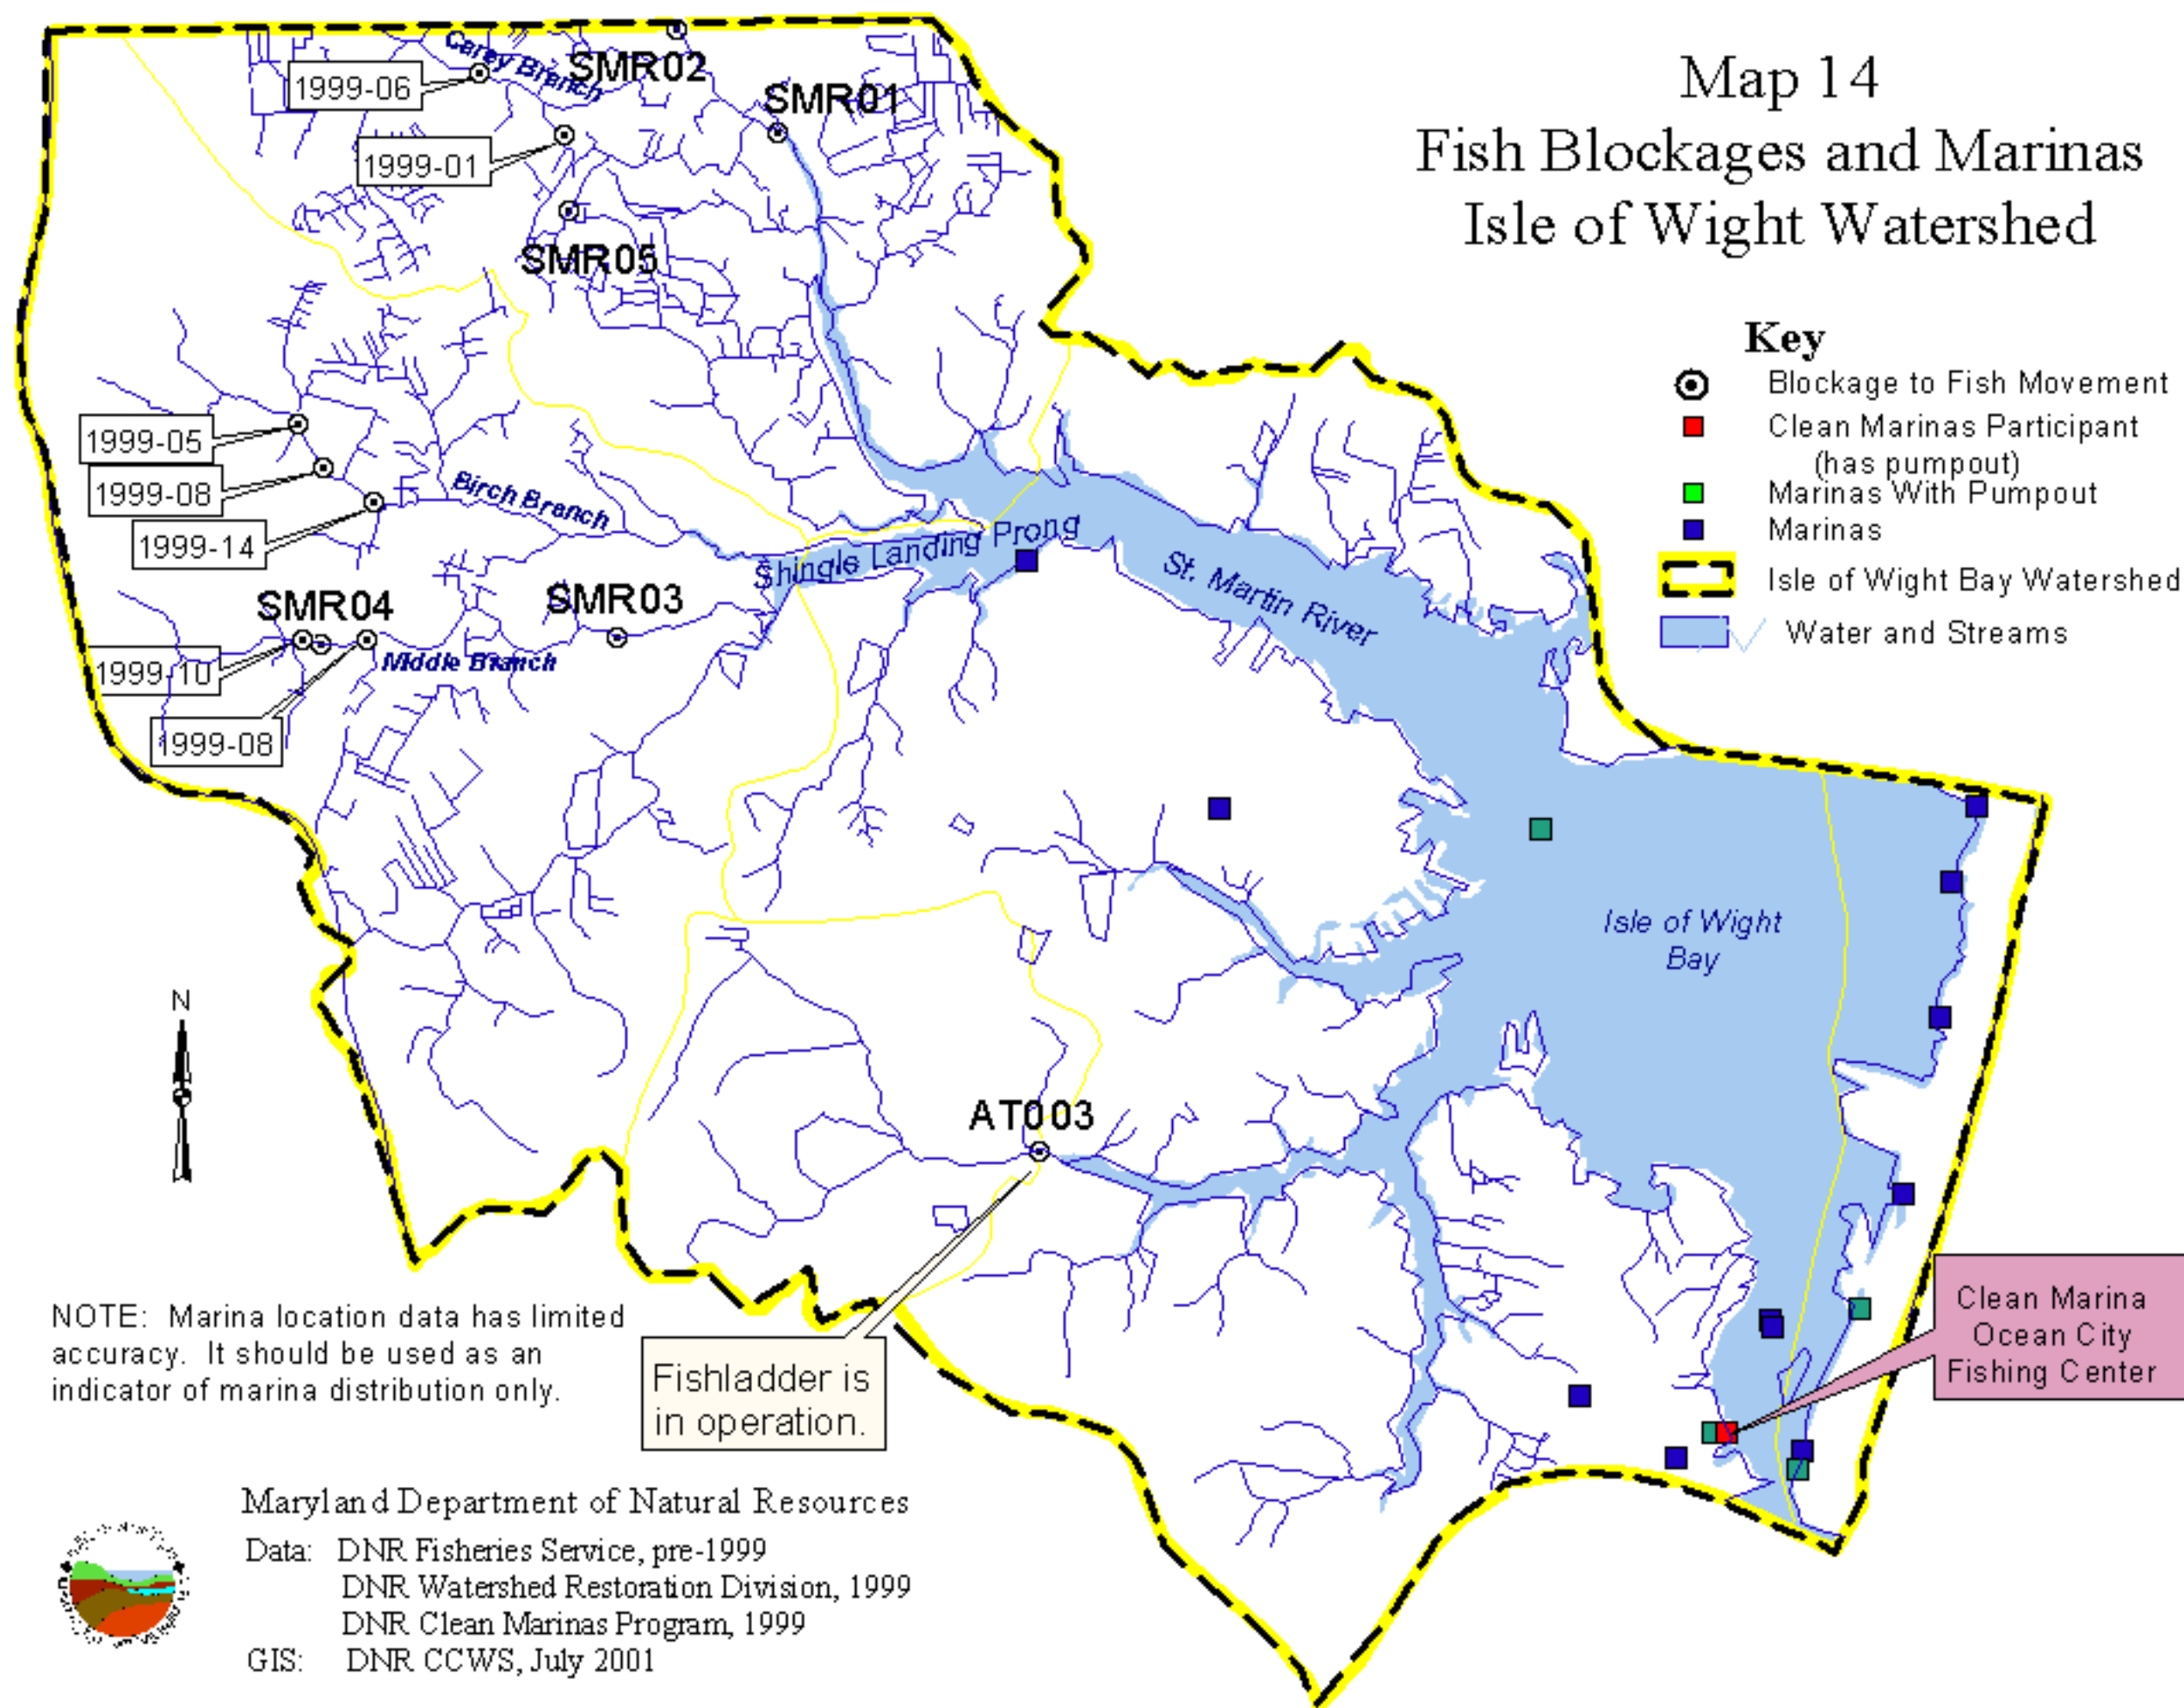 Map 14
Fish Blockages and Marinas
Isle of Wight Watershed
Key
Blockage to Fish Movement
Clean Marinas Participant
(has pumpout)
Marinas With Pumpout
Marinas
Isle of Wight Bay Watershed
Water and Streams
Carey Branch
SMR02
1999-06
SMR01
1999-01
SMR05
1999-05
1999-08
Birch Branch
1999-14
Shingle Landing Prong
St. Martin River
SMR04
SMR03
Middle Branch
1999-10
1999-08
Isle of Wight
Bay
N
AT003
Clean Marina
Ocean City
Fishing Center
NOTE: Marina location data has limited
accuracy. It should be used as an
indicator of marina distribution only.
Fishladder is
in operation.
Maryland Department of Natural Resources
Data: DNR Fisheries Service, pre-1999
DNR Watershed Restoration Division, 1999
DNR Clean Marinas Program, 1999
GIS: DNR CCWS, July 2001